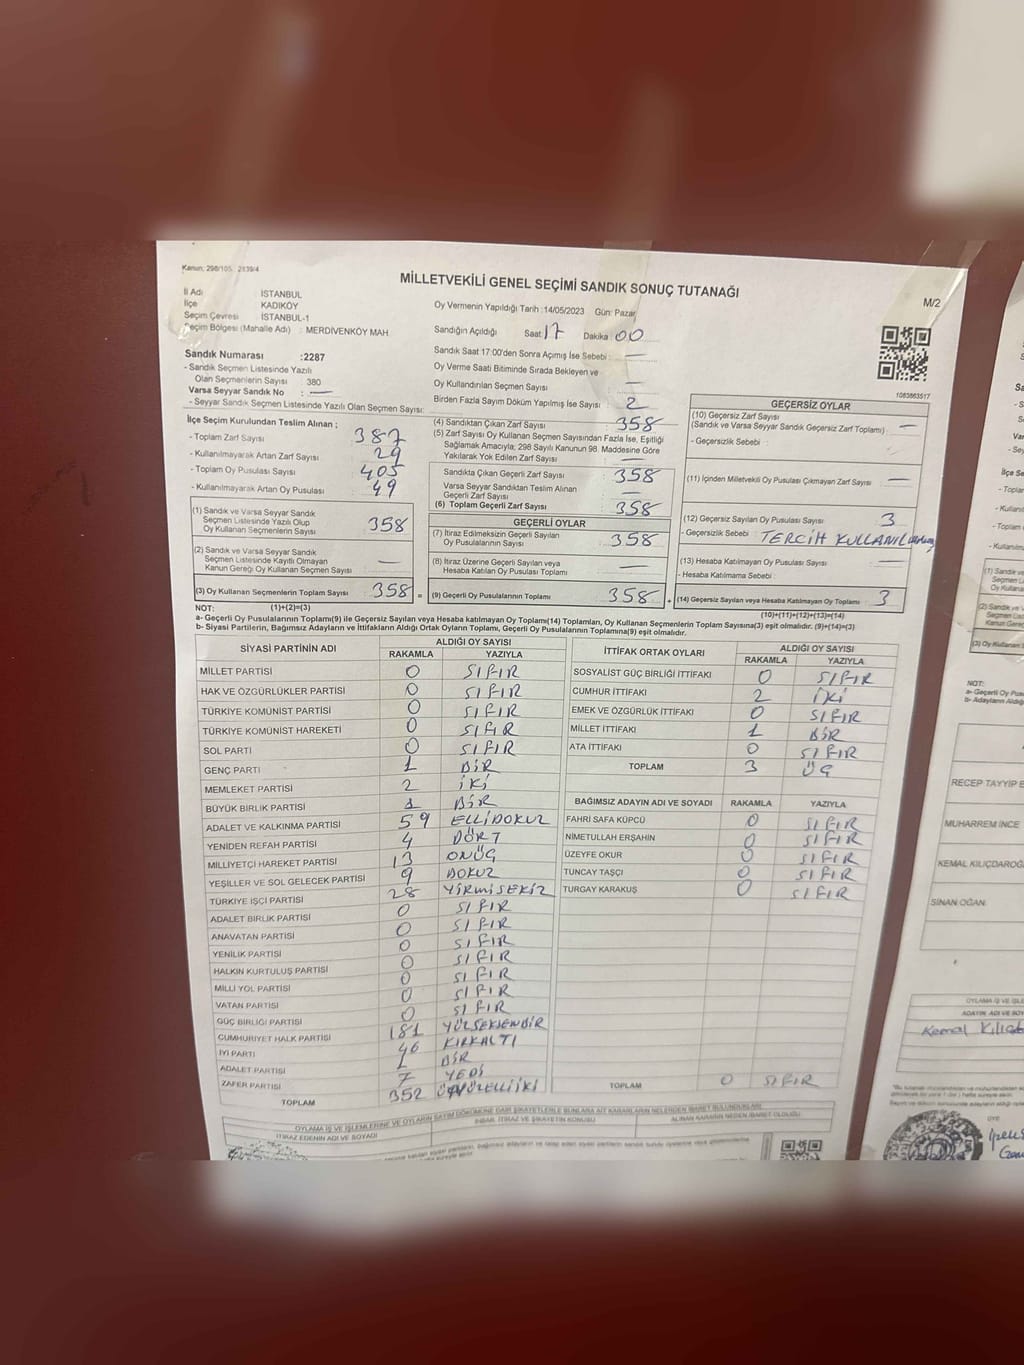 Kanun: 298/105, 2839/4
MİLLETVEKİLİ GENEL SEÇİMİ SANDIK SONUÇ TUTANAĞI
M/2
İl Adı İSTANBUL
İlçe KADIKÖY
Seçim Çevresi İSTANBUL-1
Seçim Bölgesi (Mahalle Adı) : MERDİVENKÖY MAH.
Oy Vermenin Yapıldığı Tarih :14/05/2023 Gün: Pazar
Sandığın Açıldığı Saat 17 Dakika 00
Sandık Numarası :2287
- Sandık Seçmen Listesinde Yazılı
Olan Seçmenlerin Sayısı : 380
Varsa Seyyar Sandık No : —
- Seyyar Sandık Seçmen Listesinde Yazılı Olan Seçmen Sayısı:
Sandık Saat 17:00'den Sonra Açımış İse Sebebi : —
Oy Verme Saati Bitiminde Sırada Bekleyen ve
Oy Kullandırılan Seçmen Sayısı —
Birden Fazla Sayım Döküm Yapılmış İse Sayısı 2
1083863517
İlçe Seçim Kurulundan Teslim Alınan ;
- Toplam Zarf Sayısı 387
- Kullanılmayarak Artan Zarf Sayısı 29
- Toplam Oy Pusulası Sayısı 405
- Kullanılmayarak Artan Oy Pusulası 49
(1) Sandık ve Varsa Seyyar Sandık
Seçmen Listesinde Yazılı Olup
Oy Kullanan Seçmenlerin Sayısı 358
(2) Sandık ve Varsa Seyyar Sandık
Seçmen Listesinde Kayıtlı Olmayan
Kanun Gereği Oy Kullanan Seçmen Sayısı —
(3) Oy Kullanan Seçmenlerin Toplam Sayısı 358 =
(4) Sandıktan Çıkan Zarf Sayısı 358
(5) Zarf Sayısı Oy Kullanan Seçmen Sayısından Fazla İse, Eşitliği
Sağlamak Amacıyla; 298 Sayılı Kanunun 98. Maddesine Göre
Yakılarak Yok Edilen Zarf Sayısı —
Sandıkta Çıkan Geçerli Zarf Sayısı 358
Varsa Seyyar Sandıktan Teslim Alınan
Geçerli Zarf Sayısı —
(6) Toplam Geçerli Zarf Sayısı 358
GEÇERLİ OYLAR
(7) İtiraz Edilmeksizin Geçerli Sayılan
Oy Pusulalarının Sayısı 358
(8) İtiraz Üzerine Geçerli Sayılan veya
Hesaba Katılan Oy Pusulası Toplamı —
(9) Geçerli Oy Pusulalarının Toplamı 358 +
GEÇERSİZ OYLAR
(10) Geçersiz Zarf Sayısı
(Sandık ve Varsa Seyyar Sandık Geçersiz Zarf Toplamı) : —
- Geçersizlik Sebebi :
(11) İçinden Milletvekili Oy Pusulası Çıkmayan Zarf Sayısı —
(12) Geçersiz Sayılan Oy Pusulası Sayısı 3
- Geçersizlik Sebebi : TERCİH
(13) Hesaba Katılmayan Oy Pusulası Sayısı —
- Hesaba Katılmama Sebebi :
(14) Geçersiz Sayılan veya Hesaba Katılmayan Oy Toplamı : 3
NOT: (1)+(2)=(3) (10)+(11)+(12)+(13)=(14)
a- Geçerli Oy Pusulalarının Toplamı(9) ile Geçersiz Sayılan veya Hesaba katılmayan Oy Toplamı(14) Toplamları, Oy Kullanan Seçmenlerin Toplam Sayısına(3) eşit olmalıdır. (9)+(14)=(3)
b- Siyasi Partilerin, Bağımsız Adayların ve İttifakların Aldığı Ortak Oyların Toplamı, Geçerli Oy Pusulalarının Toplamına(9) eşit olmalıdır.
SİYASİ PARTİNİN ADI ALDIĞI OY SAYISI
RAKAMLA YAZIYLA
MİLLET PARTİSİ 0 SIFIR
HAK VE ÖZGÜRLÜKLER PARTİSİ 0 SIFIR
TÜRKİYE KOMÜNİST PARTİSİ 0 SIFIR
TÜRKİYE KOMÜNİST HAREKETİ 0 SIFIR
SOL PARTİ 0 SIFIR
GENÇ PARTİ 1 BİR
MEMLEKET PARTİSİ 2 İKİ
BÜYÜK BİRLİK PARTİSİ 1 BİR
ADALET VE KALKINMA PARTİSİ 59 ELLİDOKUZ
YENİDEN REFAH PARTİSİ 4 DÖRT
MİLLİYETÇİ HAREKET PARTİSİ 13 ONÜÇ
YEŞİLLER VE SOL GELECEK PARTİSİ 9 DOKUZ
TÜRKİYE İŞÇİ PARTİSİ 28 YİRMİSEKİZ
ADALET BİRLİK PARTİSİ 0 SIFIR
ANAVATAN PARTİSİ 0 SIFIR
YENİLİK PARTİSİ 0 SIFIR
HALKIN KURTULUŞ PARTİSİ 0 SIFIR
MİLLİ YOL PARTİSİ 0 SIFIR
VATAN PARTİSİ 0 SIFIR
GÜÇ BİRLİĞİ PARTİSİ 0 SIFIR
CUMHURİYET HALK PARTİSİ 181 YÜZSEKSENBİR
İYİ PARTİ 46 KIRKALTI
ADALET PARTİSİ 1 BİR
ZAFER PARTİSİ 7 YEDİ
TOPLAM 352 ÜÇYÜZELLİİKİ
İTTİFAK ORTAK OYLARI ALDIĞI OY SAYISI
RAKAMLA YAZIYLA
SOSYALİST GÜÇ BİRLİĞİ İTTİFAKI 0 SIFIR
CUMHUR İTTİFAKI 2 İKİ
EMEK VE ÖZGÜRLÜK İTTİFAKI 0 SIFIR
MİLLET İTTİFAKI 1 BİR
ATA İTTİFAKI 0 SIFIR
TOPLAM 3 ÜÇ
BAĞIMSIZ ADAYIN ADI VE SOYADI RAKAMLA YAZIYLA
FAHRİ SAFA KÜPCÜ 0 SIFIR
NİMETULLAH ERŞAHİN 0 SIFIR
ÜZEYFE OKUR 0 SIFIR
TUNCAY TAŞÇI 0 SIFIR
TURGAY KARAKUŞ 0 SIFIR
TOPLAM 0 SIFIR
OYLAMA İŞ VE İŞLEMLERİNE VE OYLARIN SAYIM DÖKÜMÜNE DAİR ŞİKAYETLERLE BUNLARA AİT KARARLARIN NELERDEN İBARET BULUNDUKLARI
İTİRAZ EDENİN ADI VE SOYADI
İHBAR, İTİRAZ VE ŞİKAYETİN KONUSU
ALINAN KARARIN NEDEN İBARET OLDUĞU
NOT:
RECEP TAYYİP
MUHARREM İNCE
KEMAL KILIÇDAROĞ
SİNAN OĞAN
ADAYIN ADI VE SOY
Kemal
ÜYE